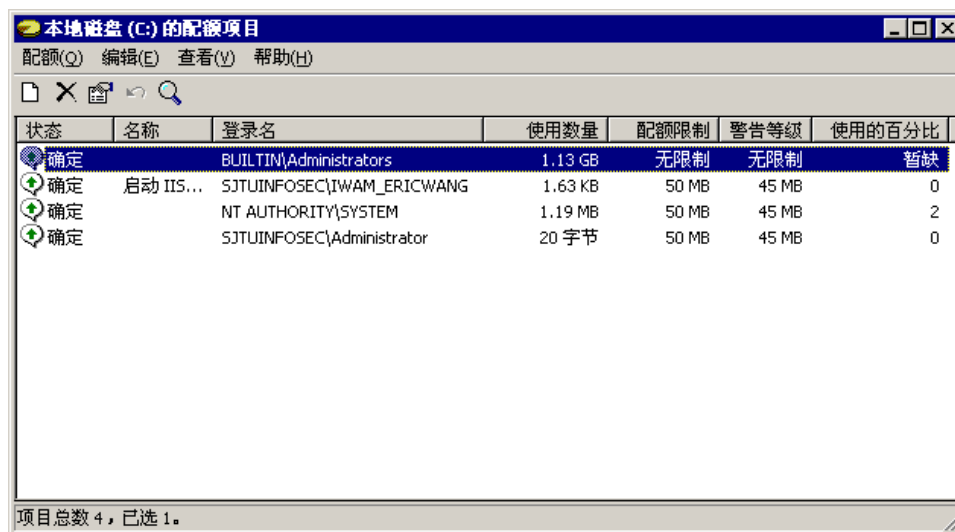 本地磁盘 (C:) 的配额项目
配额(Q) 编辑(E) 查看(V) 帮助(H)
状态 名称 登录名 使用数量 配额限制 警告等级 使用的百分比
确定 BUILTIN\Administrators 1.13 GB 无限制 无限制 暂缺
确定 启动 IIS... SJTUINFOSEC\IWAM_ERICWANG 1.63 KB 50 MB 45 MB 0
确定 NT AUTHORITY\SYSTEM 1.19 MB 50 MB 45 MB 2
确定 SJTUINFOSEC\Administrator 20 字节 50 MB 45 MB 0
项目总数 4，已选 1。